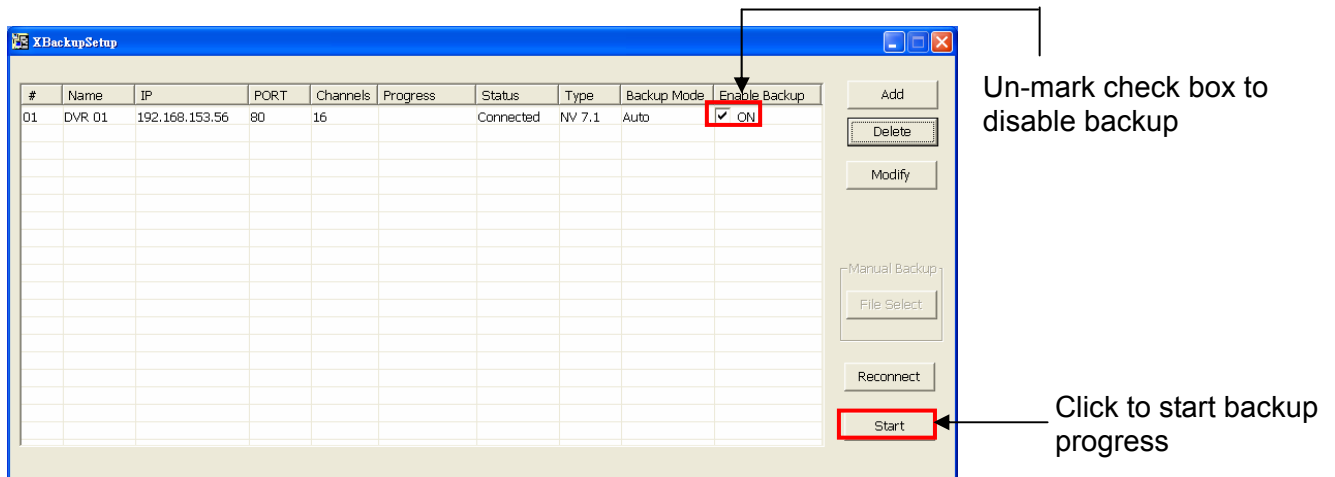 XBackupSetup
# Name IP PORT Channels Progress Status Type Backup Mode Enable Backup
01 DVR 01 192.168.153.56 80 16 Connected NV 7.1 Auto ON
Add
Delete
Modify
Manual Backup
File Select
Reconnect
Start
Un-mark check box to
disable backup
Click to start backup
progress